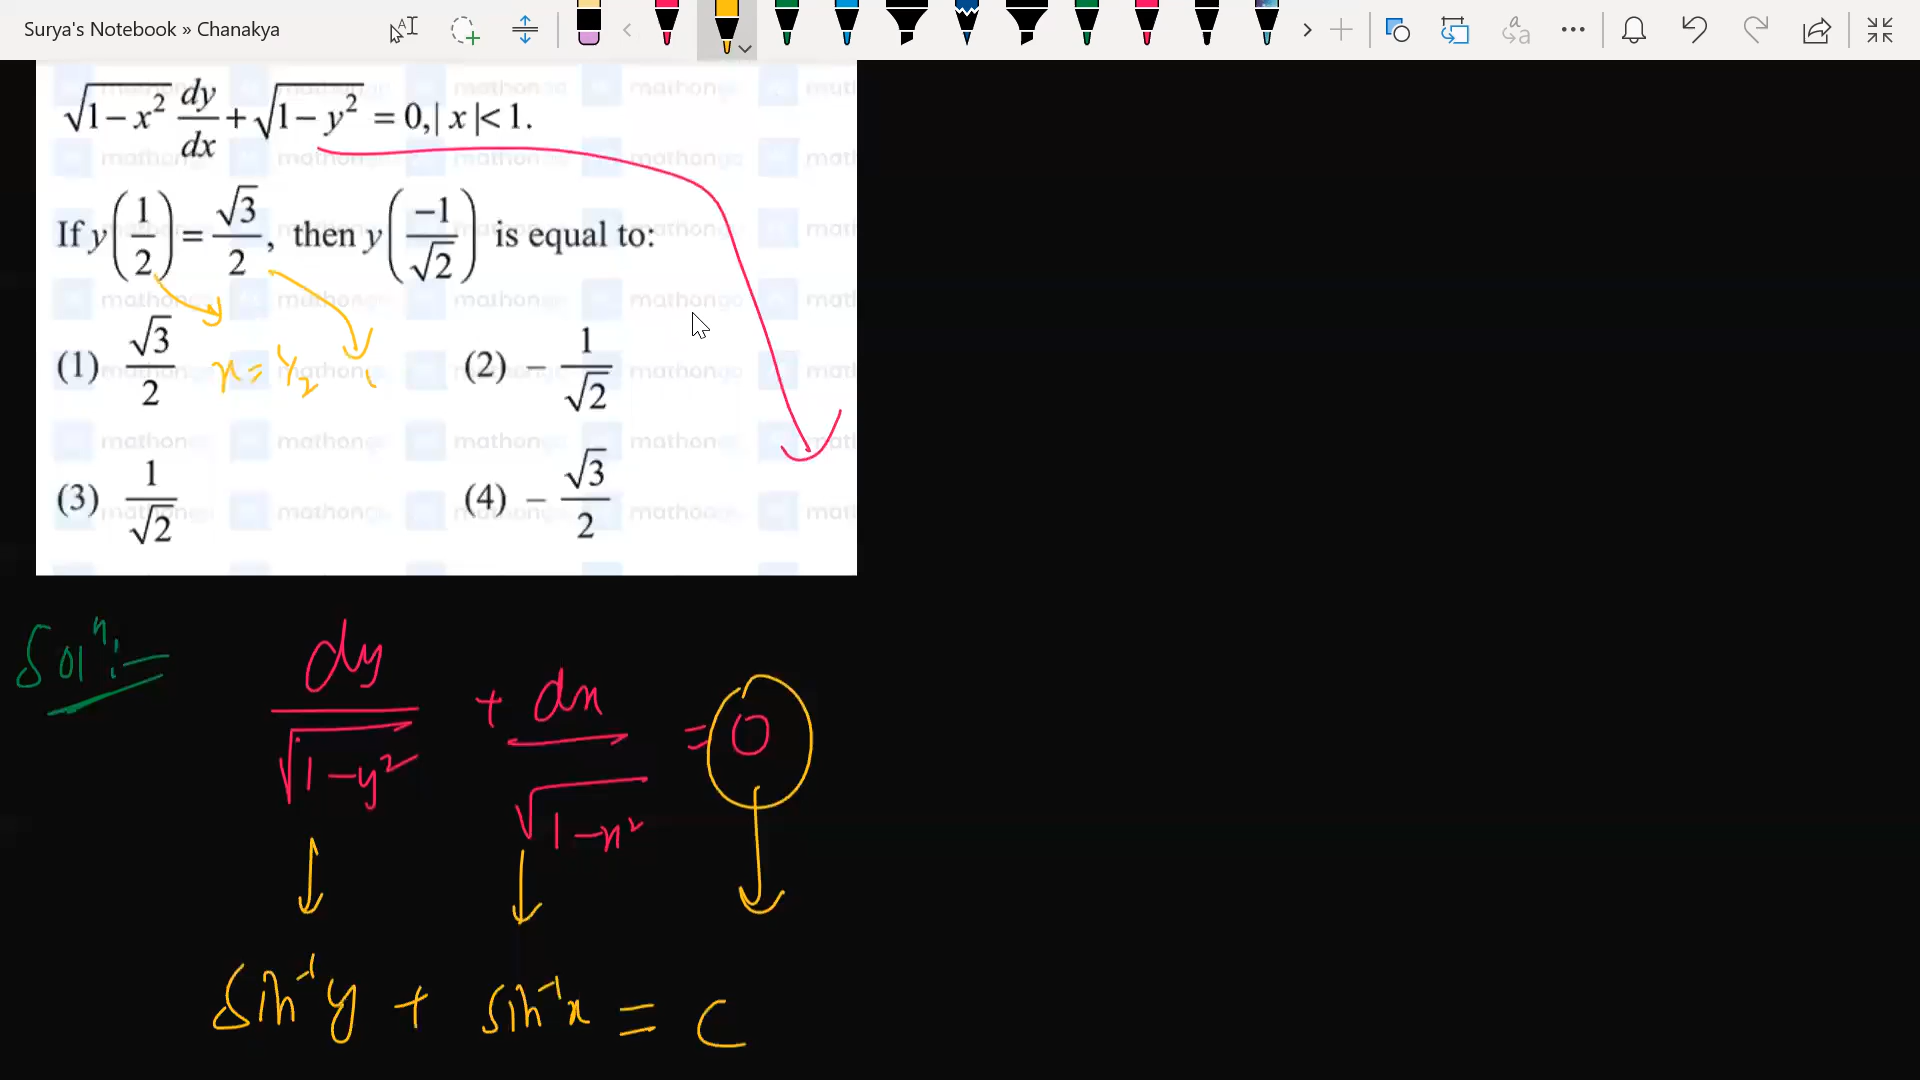 Surya's Notebook » Chanakya
√(1 − x²) dy/dx + √(1 − y²) = 0, | x |< 1.
If y(1/2) = √3/2, then y(−1/√2) is equal to:
(1) √3/2 (2) − 1/√2
x = 1/2
(3) 1/√2 (4) − √3/2
Solⁿ:−
dy/√(1−y²) + dx/√(1−x²) = 0
Sin⁻¹y + sin⁻¹x = C